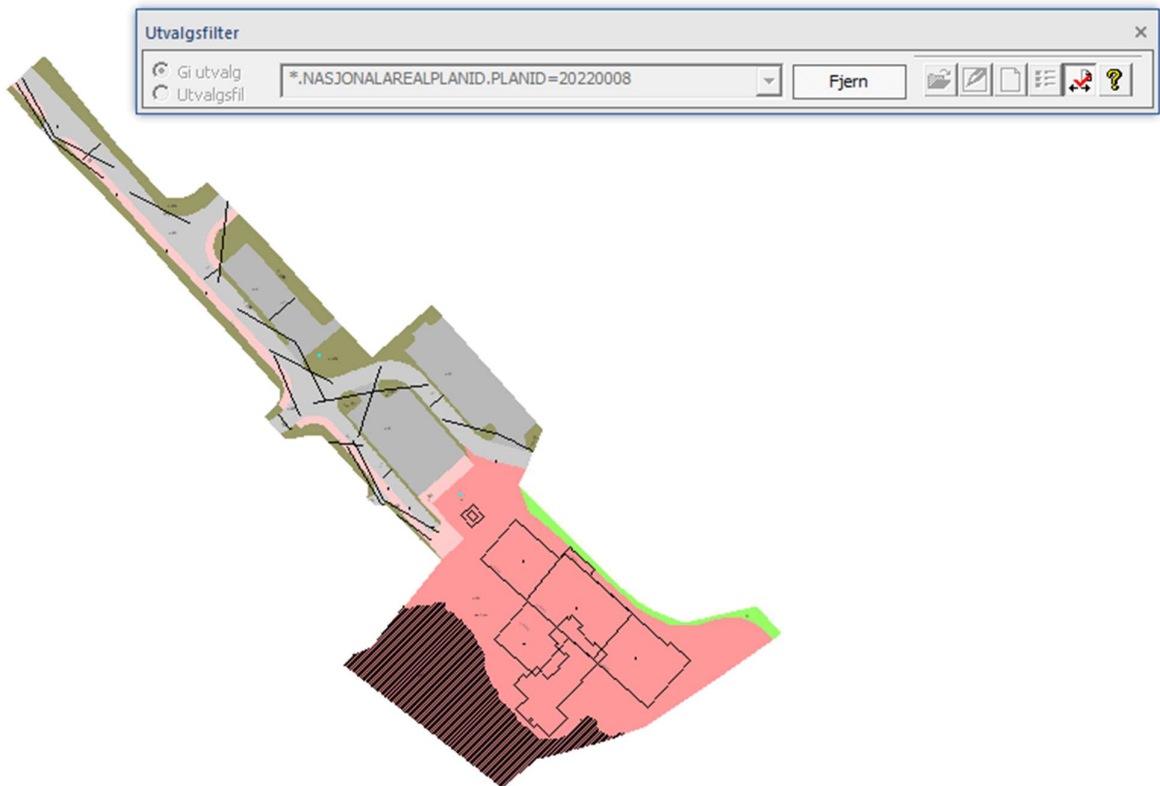 Utvalgsfilter
Gi utvalg
Utvalgsfil
*.NASJONALAREALPLANID.PLANID=20220008
Fjern